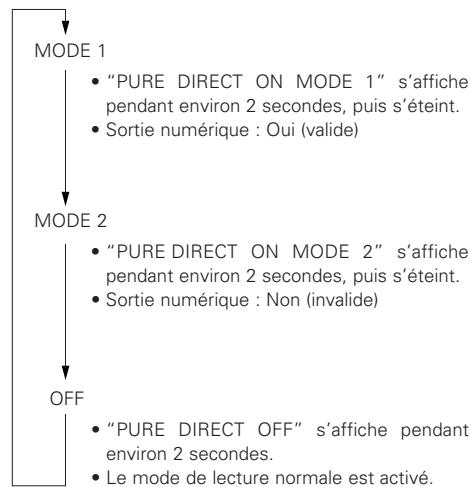 MODE 1
• “PURE DIRECT ON MODE 1” s’affiche
pendant environ 2 secondes, puis s’éteint.
• Sortie numérique : Oui (valide)
MODE 2
• “PURE DIRECT ON MODE 2” s’affiche
pendant environ 2 secondes, puis s’éteint.
• Sortie numérique : Non (invalide)
OFF
• “PURE DIRECT OFF” s’affiche pendant
environ 2 secondes.
• Le mode de lecture normale est activé.